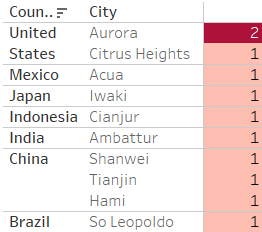 Coun.. City
United Aurora 2
States Citrus Heights 1
Mexico Acua 1
Japan Iwaki 1
Indonesia Cianjur 1
India Ambattur 1
China Shanwei 1
Tianjin 1
Hami 1
Brazil So Leopoldo 1